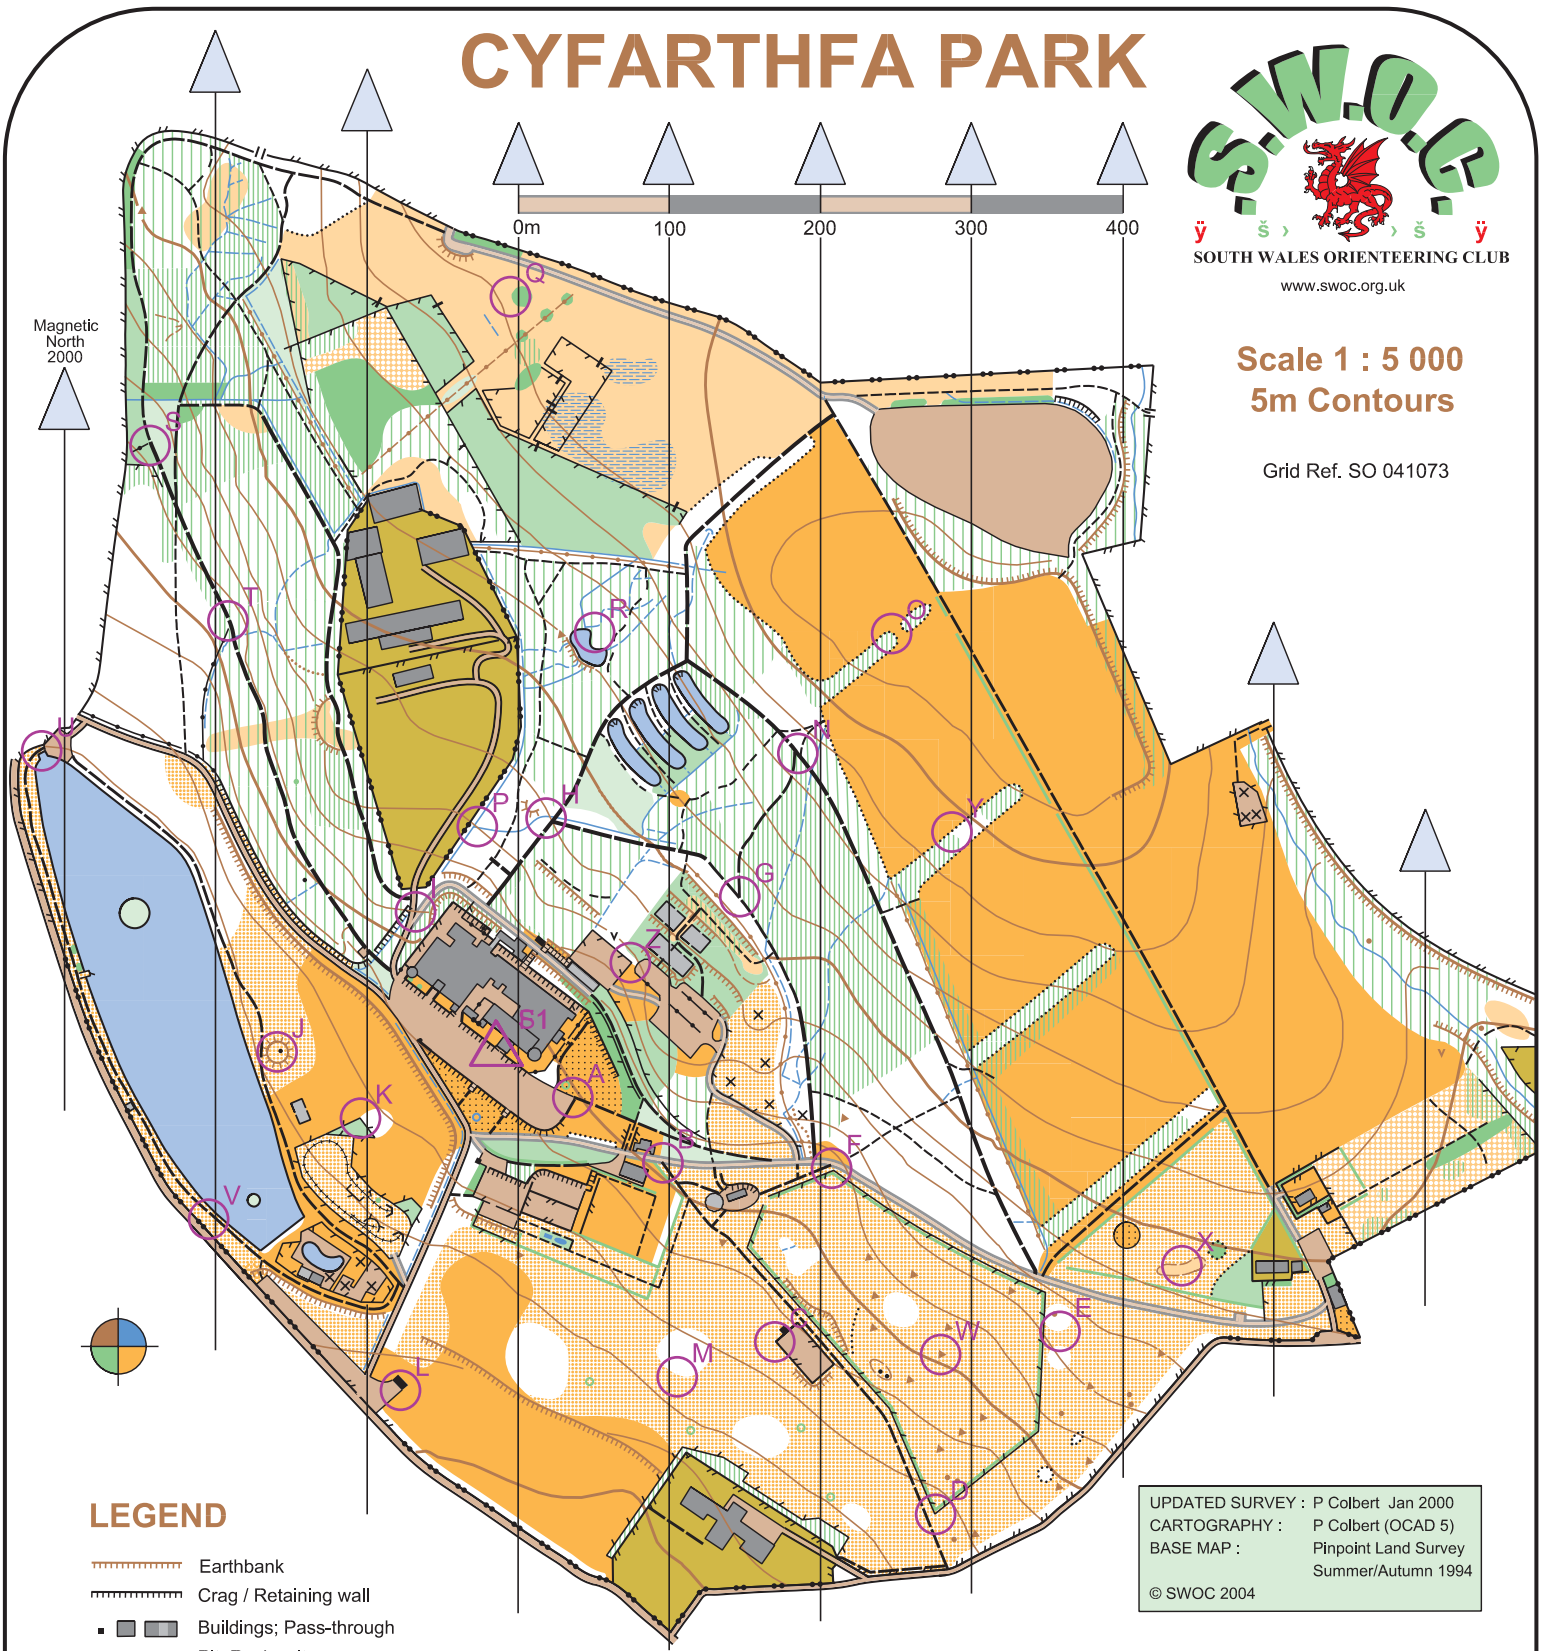 CYFARTHFA PARK
S.W.O.C.
ÿ š › › š ÿ
SOUTH WALES ORIENTEERING CLUB
www.swoc.org.uk
0m 100 200 300 400
Magnetic
North
2000
Scale 1 : 5 000
5m Contours
Grid Ref. SO 041073
Q
S
T
R
O
U
N
P
H
Y
I
G
Z
S1
J
A
K
B
F
V
X
C
W
E
M
L
D
LEGEND
Earthbank
Crag / Retaining wall
Buildings; Pass-through
UPDATED SURVEY : P Colbert Jan 2000
CARTOGRAPHY : P Colbert (OCAD 5)
BASE MAP : Pinpoint Land Survey
Summer/Autumn 1994
© SWOC 2004